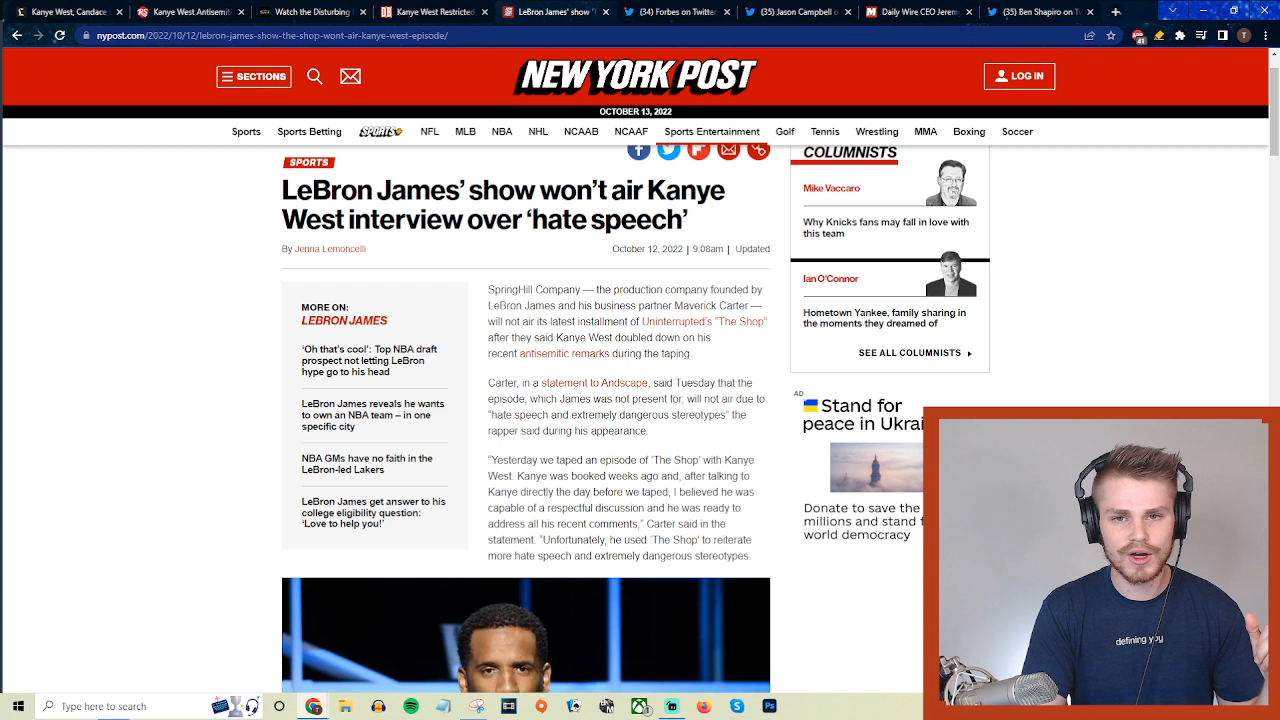 Kanye West, Candace
Kanye West Antisemit
Watch the Disturbing
Kanye West Restricted
LeBron James' show "T
(34) Forbes on Twitter
(35) Jason Campbell o
Daily Wire CEO Jerem
(35) Ben Shapiro on T
nypost.com/2022/10/12/lebron-james-show-the-shop-wont-air-kanye-west-episode/
41
T
SECTIONS
NEW YORK POST
LOG IN
OCTOBER 13, 2022
Sports Sports Betting SPORTS+ NFL MLB NBA NHL NCAAB NCAAF Sports Entertainment Golf Tennis Wrestling MMA Boxing Soccer
SPORTS
LeBron James’ show won’t air Kanye
West interview over ‘hate speech’
By Jenna Lemoncelli
October 12, 2022 | 9:08am | Updated
MORE ON:
LEBRON JAMES
‘Oh that’s cool’: Top NBA draft
prospect not letting LeBron
hype go to his head
LeBron James reveals he wants
to own an NBA team – in one
specific city
NBA GMs have no faith in the
LeBron-led Lakers
LeBron James get answer to his
college eligibility question:
‘Love to help you!’
SpringHill Company — the production company founded by
LeBron James and his business partner Maverick Carter —
will not air its latest installment of Uninterrupted’s “The Shop”
after they said Kanye West doubled down on his
recent antisemitic remarks during the taping.
Carter, in a statement to Andscape, said Tuesday that the
episode, which James was not present for, will not air due to
“hate speech and extremely dangerous stereotypes” the
rapper said during his appearance.
“Yesterday we taped an episode of ‘The Shop’ with Kanye
West. Kanye was booked weeks ago and, after talking to
Kanye directly the day before we taped, I believed he was
capable of a respectful discussion and he was ready to
address all his recent comments,” Carter said in the
statement. “Unfortunately, he used ‘The Shop’ to reiterate
more hate speech and extremely dangerous stereotypes.
COLUMNISTS
Mike Vaccaro
Why Knicks fans may fall in love with
this team
Ian O'Connor
Hometown Yankee, family sharing in
the moments they dreamed of
SEE ALL COLUMNISTS
AD
Stand for
peace in Ukrai
Donate to save the
millions and stand f
world democracy
defining you
Type here to search